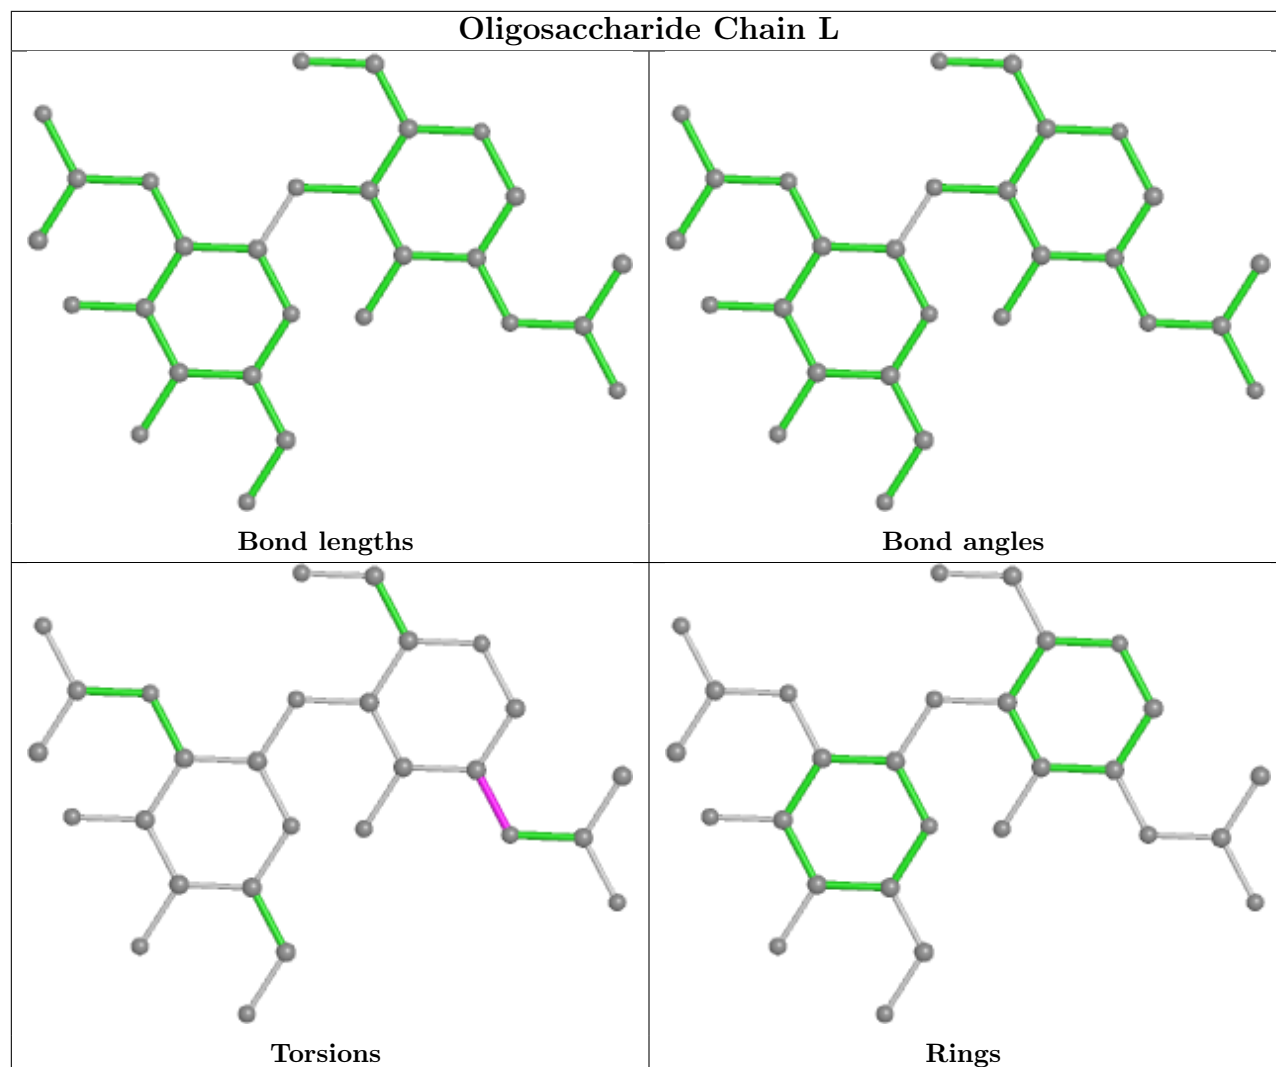 Oligosaccharide Chain L
Bond lengths
Bond angles
Torsions
Rings